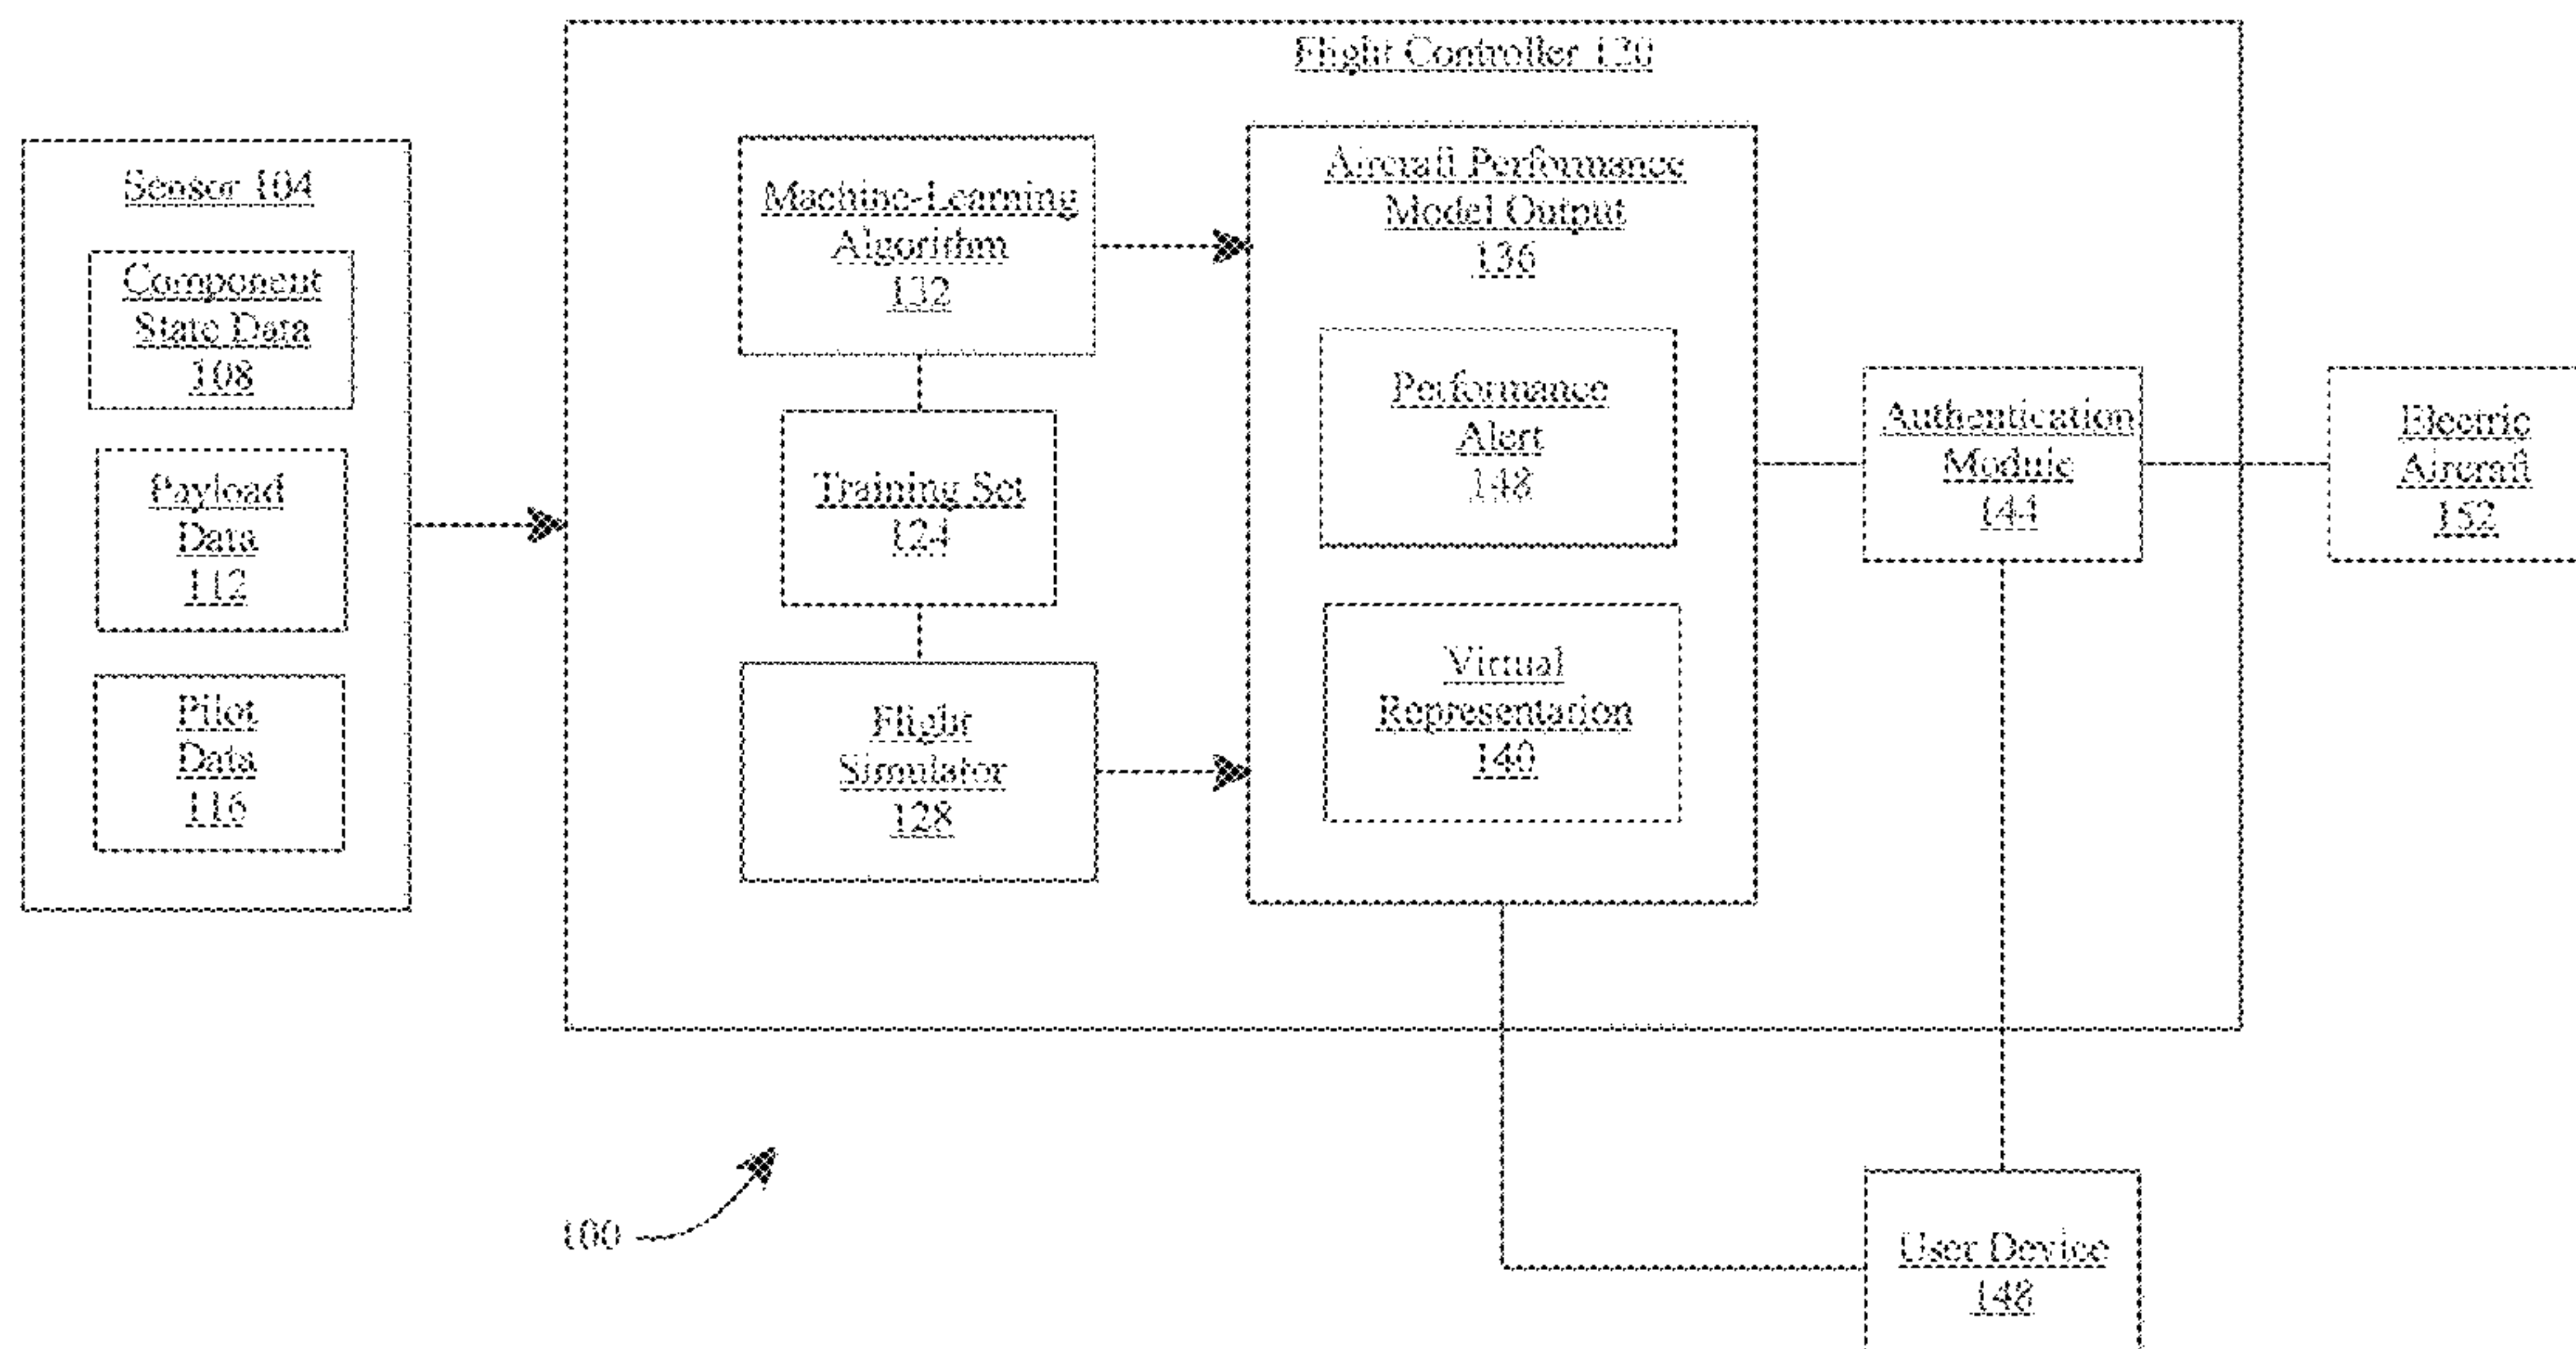 Flight Controller 120
Sensor 104
Component
State Data
108
Payload
Data
112
Pilot
Data
116
Machine-Learning
Algorithm
132
Training Set
124
Flight
Simulator
128
Aircraft Performance
Model Output
136
Performance
Alert
148
Virtual
Representation
140
Authentication
Module
144
Electric
Aircraft
152
User Device
148
100